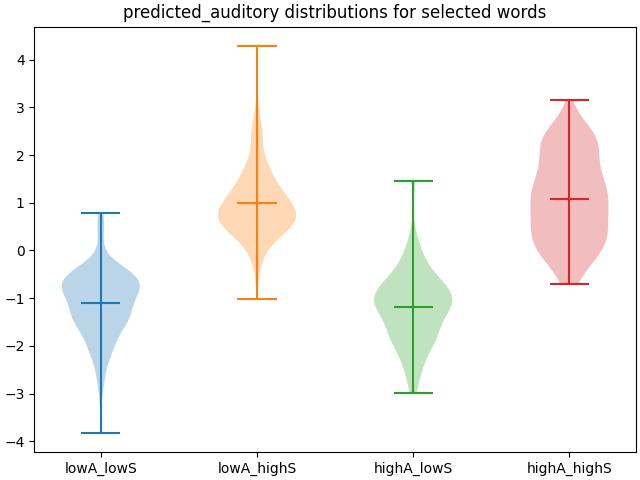 predicted_auditory distributions for selected words
4
3
2
1
0
−1
−2
−3
−4
lowA_lowS
lowA_highS
highA_lowS
highA_highS